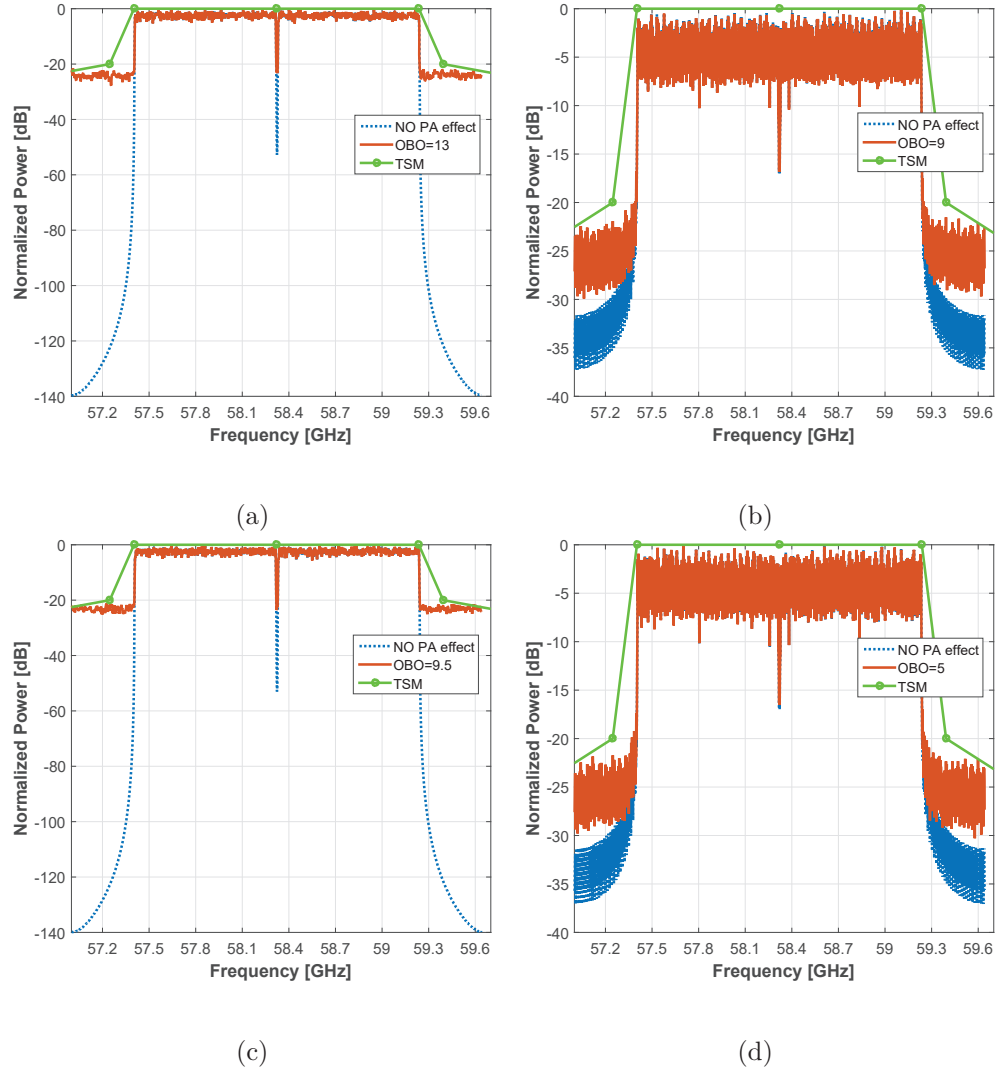 0
-20
-40
-60
-80
-100
-120
-140
Normalized Power [dB]
57.2 57.5 57.8 58.1 58.4 58.7 59 59.3 59.6
Frequency [GHz]
NO PA effect
OBO=13
TSM
(a)
0
-5
-10
-15
-20
-25
-30
-35
-40
Normalized Power [dB]
57.2 57.5 57.8 58.1 58.4 58.7 59 59.3 59.6
Frequency [GHz]
NO PA effect
OBO=9
TSM
(b)
0
-20
-40
-60
-80
-100
-120
-140
Normalized Power [dB]
57.2 57.5 57.8 58.1 58.4 58.7 59 59.3 59.6
Frequency [GHz]
NO PA effect
OBO=9.5
TSM
(c)
0
-5
-10
-15
-20
-25
-30
-35
-40
Normalized Power [dB]
57.2 57.5 57.8 58.1 58.4 58.7 59 59.3 59.6
Frequency [GHz]
NO PA effect
OBO=5
TSM
(d)